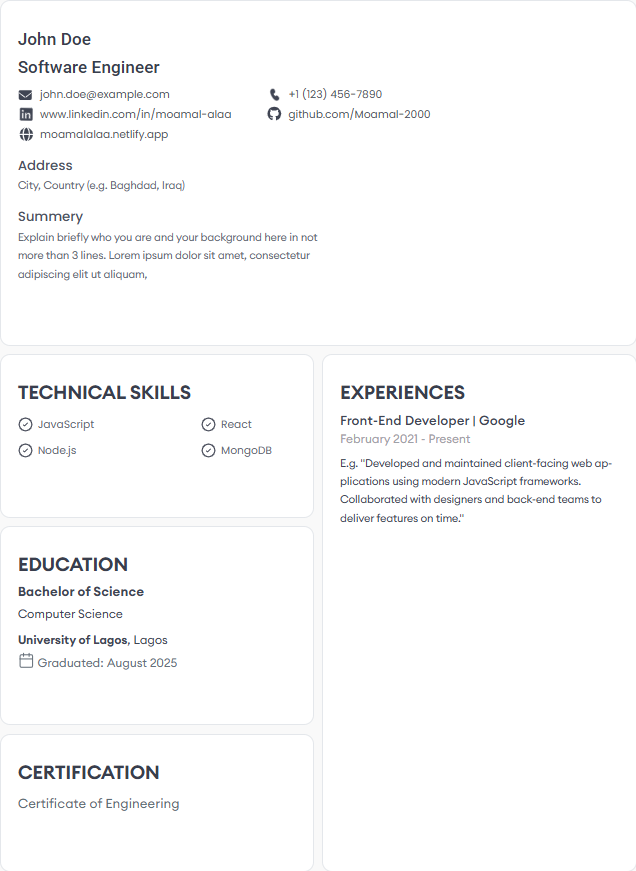 John Doe
Software Engineer
john.doe@example.com
+1 (123) 456-7890
www.linkedin.com/in/moamal-alaa
github.com/Moamal-2000
moamalalaa.netlify.app
Address
City, Country (e.g. Baghdad, Iraq)
Summery
Explain briefly who you are and your background here in not
more than 3 lines. Lorem ipsum dolor sit amet, consectetur
adipiscing elit ut aliquam,
TECHNICAL SKILLS
JavaScript
React
Node.js
MongoDB
EDUCATION
Bachelor of Science
Computer Science
University of Lagos, Lagos
Graduated: August 2025
CERTIFICATION
Certificate of Engineering
EXPERIENCES
Front-End Developer | Google
February 2021 - Present
E.g. "Developed and maintained client-facing web ap-
plications using modern JavaScript frameworks.
Collaborated with designers and back-end teams to
deliver features on time."